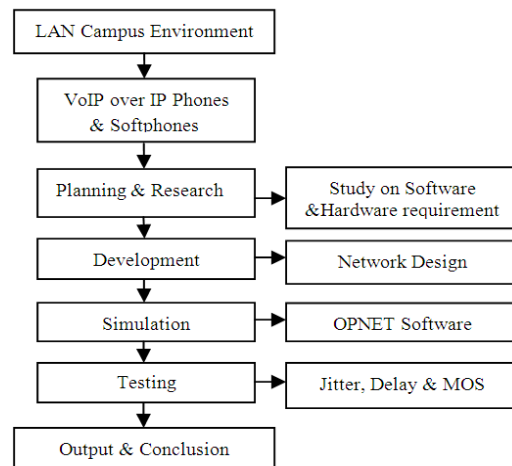 LAN Campus Environment
VoIP over IP Phones
& Softphones
Planning & Research
Study on Software
&Hardware requirement
Development
Network Design
Simulation
OPNET Software
Testing
Jitter, Delay & MOS
Output & Conclusion